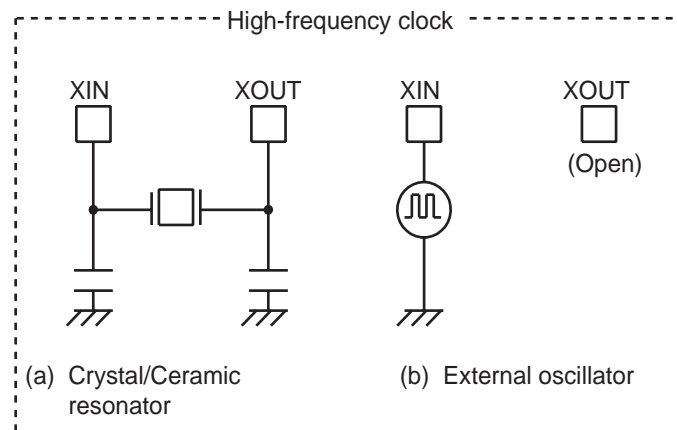 High-frequency clock
XIN XOUT XIN XOUT
(Open)
(a) Crystal/Ceramic
resonator
(b) External oscillator